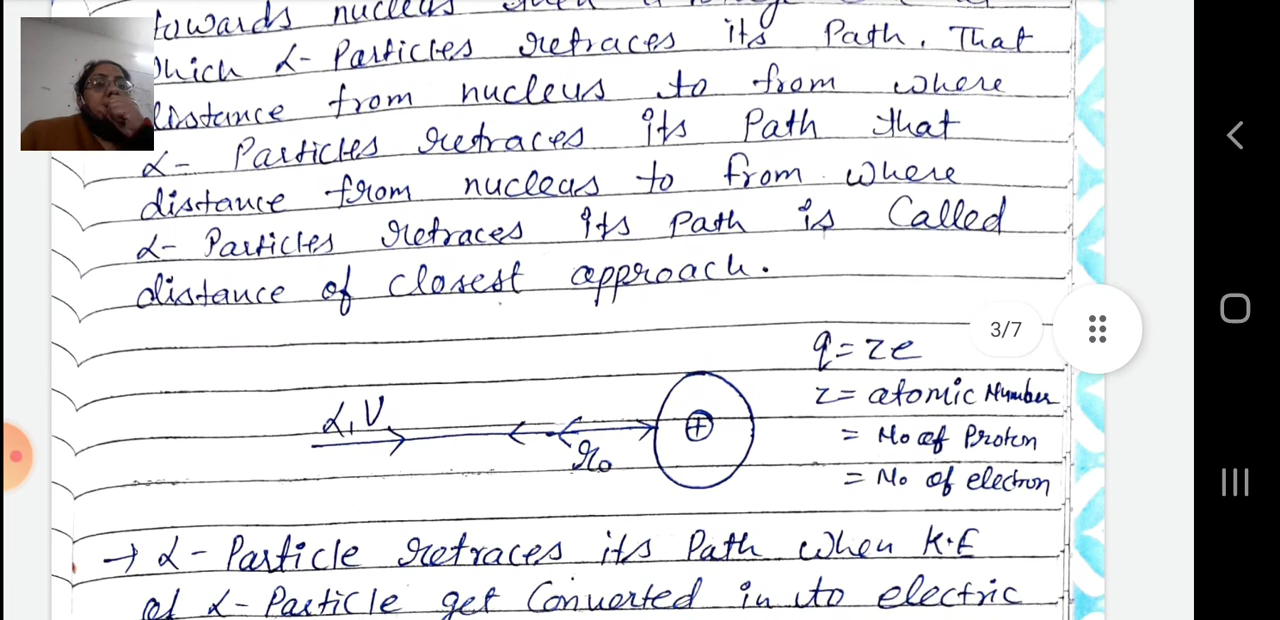 towards nucleus
which α- Particles retraces its Path. That
distance from nucleus to from where
α- Particles retraces its Path that
distance from nucleus to from where
α- Particles retraces its Path is Called
distance of closest approach.
3/7
q = ze
z = atomic Number
= No of Proton
= No of electron
α, V
r₀
+
→ α- Particle retraces its Path when K.E
of α- Particle get Converted in uto electric